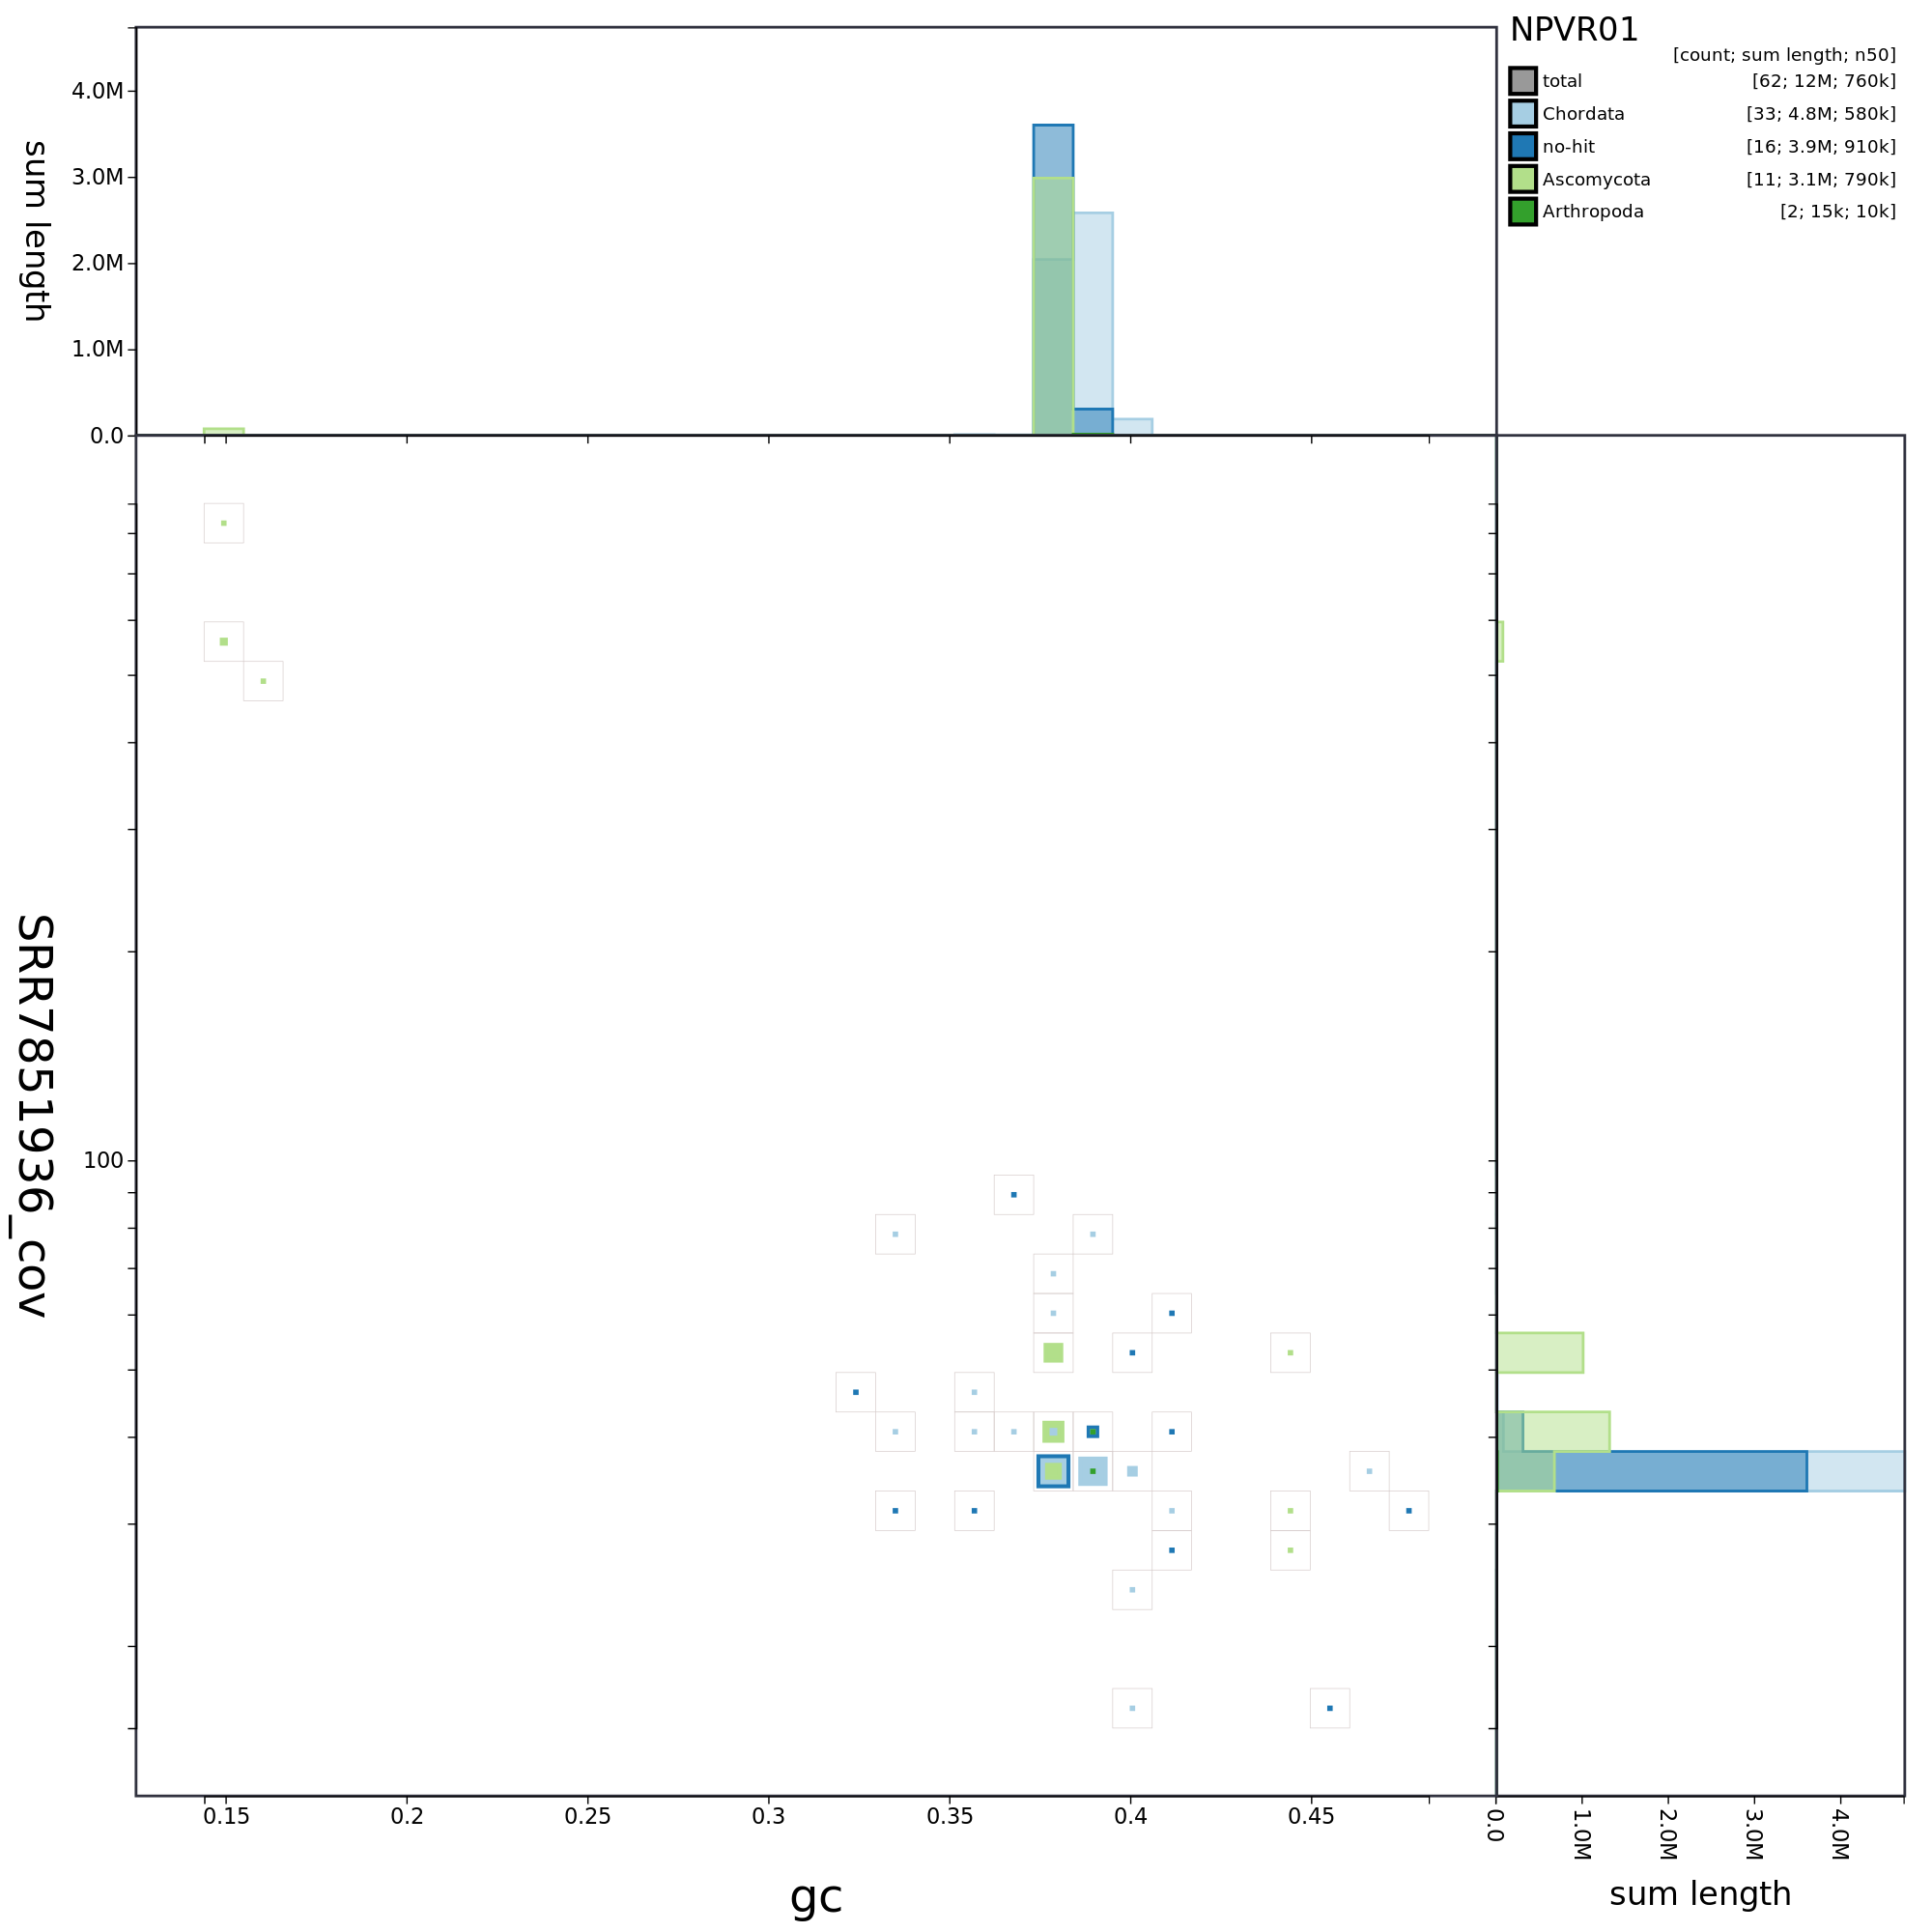 NPVR01
[count; sum length; n50]
total [62; 12M; 760k]
Chordata [33; 4.8M; 580k]
no-hit [16; 3.9M; 910k]
Ascomycota [11; 3.1M; 790k]
Arthropoda [2; 15k; 10k]
sum length
4.0M
3.0M
2.0M
1.0M
0.0
SRR7851936_cov
100
0.15 0.2 0.25 0.3 0.35 0.4 0.45
gc
0.0 1.0M 2.0M 3.0M 4.0M
sum length